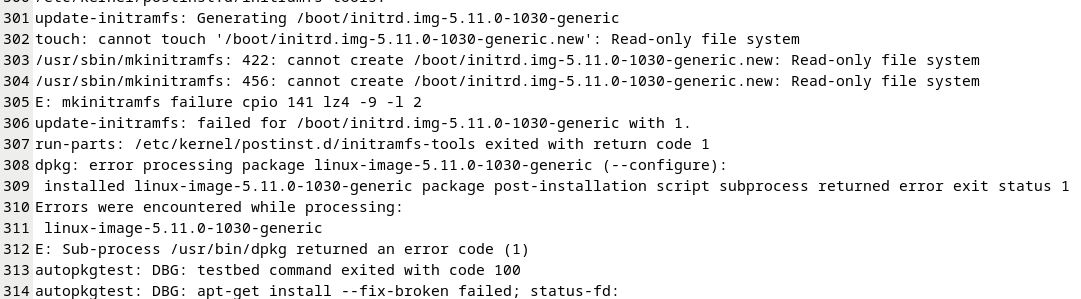 300 /etc/kernel/postinst.d/initramfs-tools:
301 update-initramfs: Generating /boot/initrd.img-5.11.0-1030-generic
302 touch: cannot touch '/boot/initrd.img-5.11.0-1030-generic.new': Read-only file system
303 /usr/sbin/mkinitramfs: 422: cannot create /boot/initrd.img-5.11.0-1030-generic.new: Read-only file system
304 /usr/sbin/mkinitramfs: 456: cannot create /boot/initrd.img-5.11.0-1030-generic.new: Read-only file system
305 E: mkinitramfs failure cpio 141 lz4 -9 -l 2
306 update-initramfs: failed for /boot/initrd.img-5.11.0-1030-generic with 1.
307 run-parts: /etc/kernel/postinst.d/initramfs-tools exited with return code 1
308 dpkg: error processing package linux-image-5.11.0-1030-generic (--configure):
309  installed linux-image-5.11.0-1030-generic package post-installation script subprocess returned error exit status 1
310 Errors were encountered while processing:
311  linux-image-5.11.0-1030-generic
312 E: Sub-process /usr/bin/dpkg returned an error code (1)
313 autopkgtest: DBG: testbed command exited with code 100
314 autopkgtest: DBG: apt-get install --fix-broken failed; status-fd: